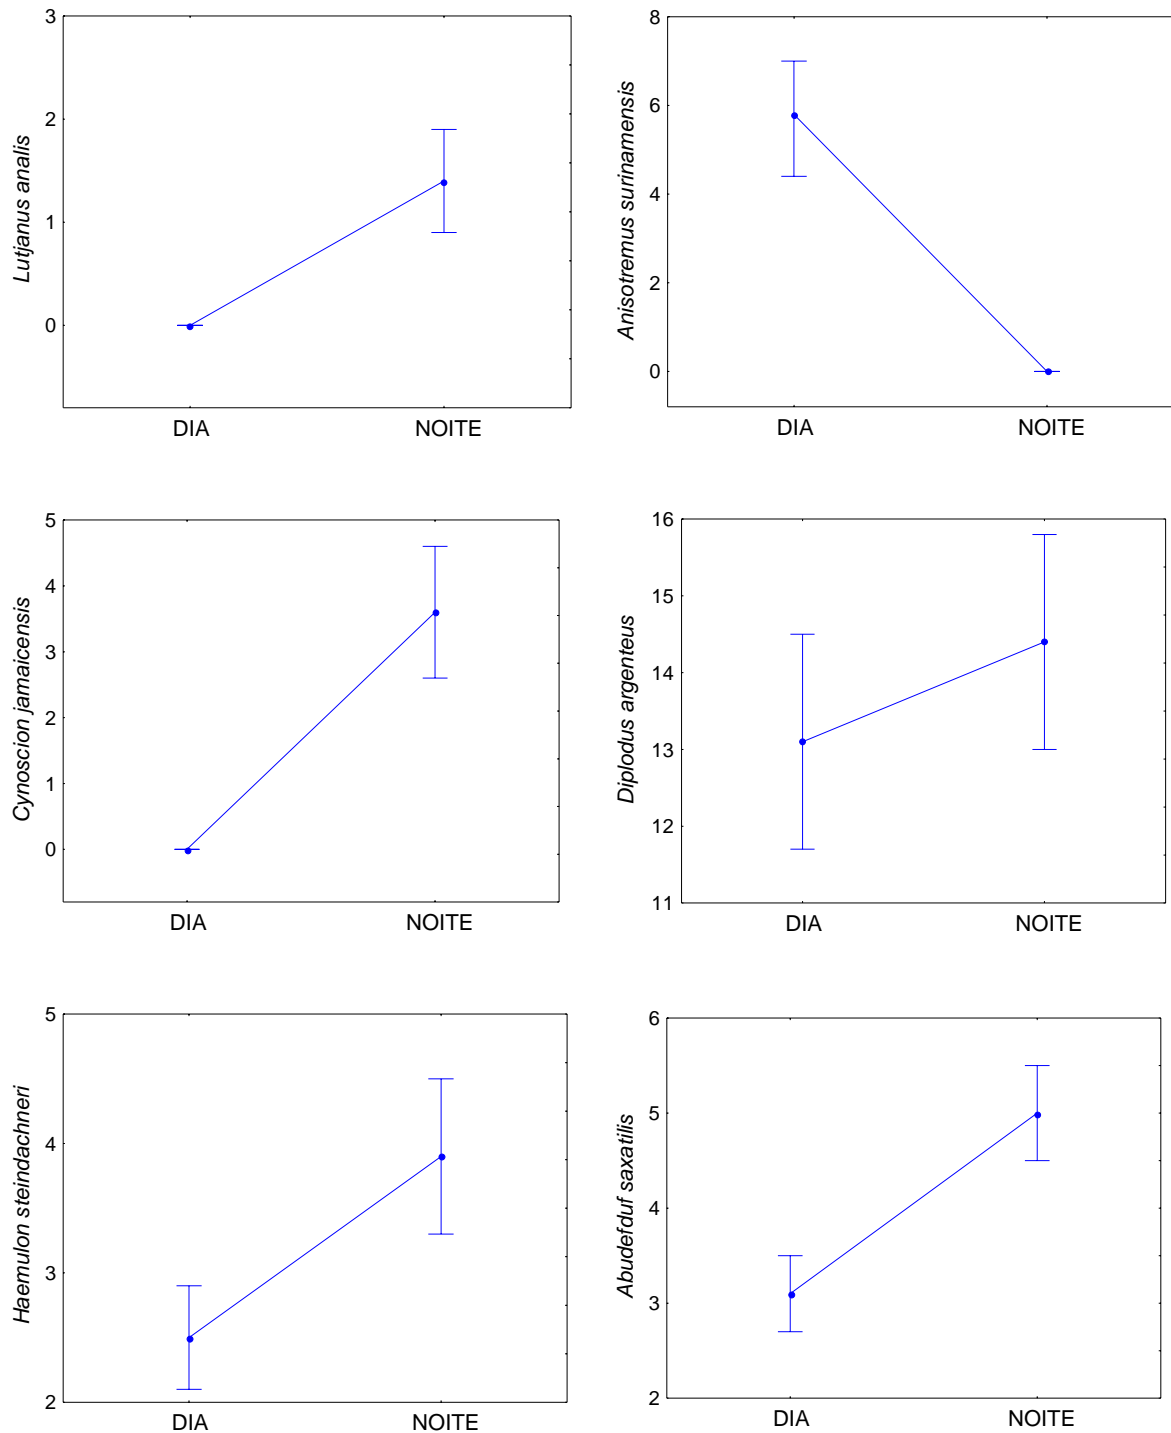 Lutjanus analis
3
2
1
0
DIA NOITE
Anisotremus surinamensis
8
6
4
2
0
DIA NOITE
Cynoscion jamaicensis
5
4
3
2
1
0
DIA NOITE
Diplodus argenteus
16
15
14
13
12
11
DIA NOITE
Haemulon steindachneri
5
4
3
2
DIA NOITE
Abudefduf saxatilis
6
5
4
3
2
DIA NOITE